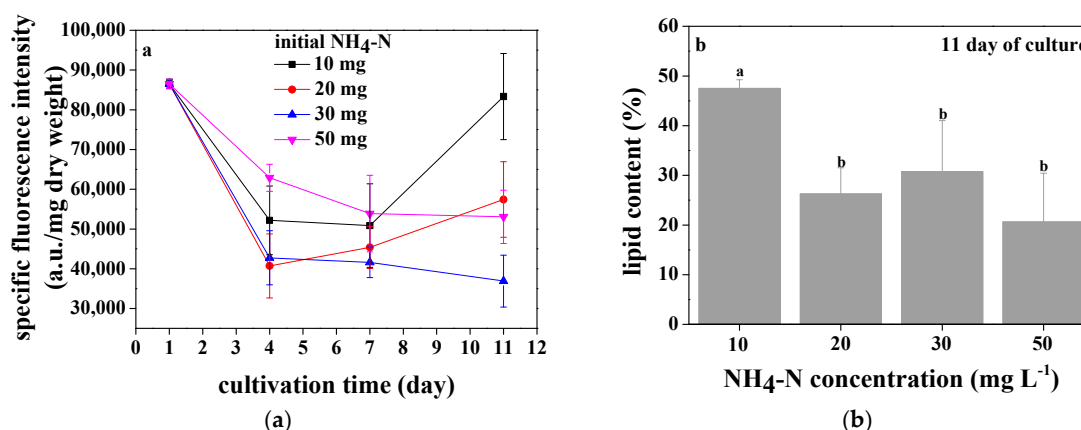 a
initial NH4-N
10 mg
20 mg
30 mg
50 mg
90,000
80,000
70,000
60,000
50,000
40,000
30,000
specific fluorescence intensity
(a.u./mg dry weight)
0 1 2 3 4 5 6 7 8 9 10 11 12
cultivation time (day)
(a)
b
11 day of culture
60
50
40
30
20
10
0
lipid content (%)
a
b
b
b
10 20 30 50
NH4-N concentration (mg L-1)
(b)